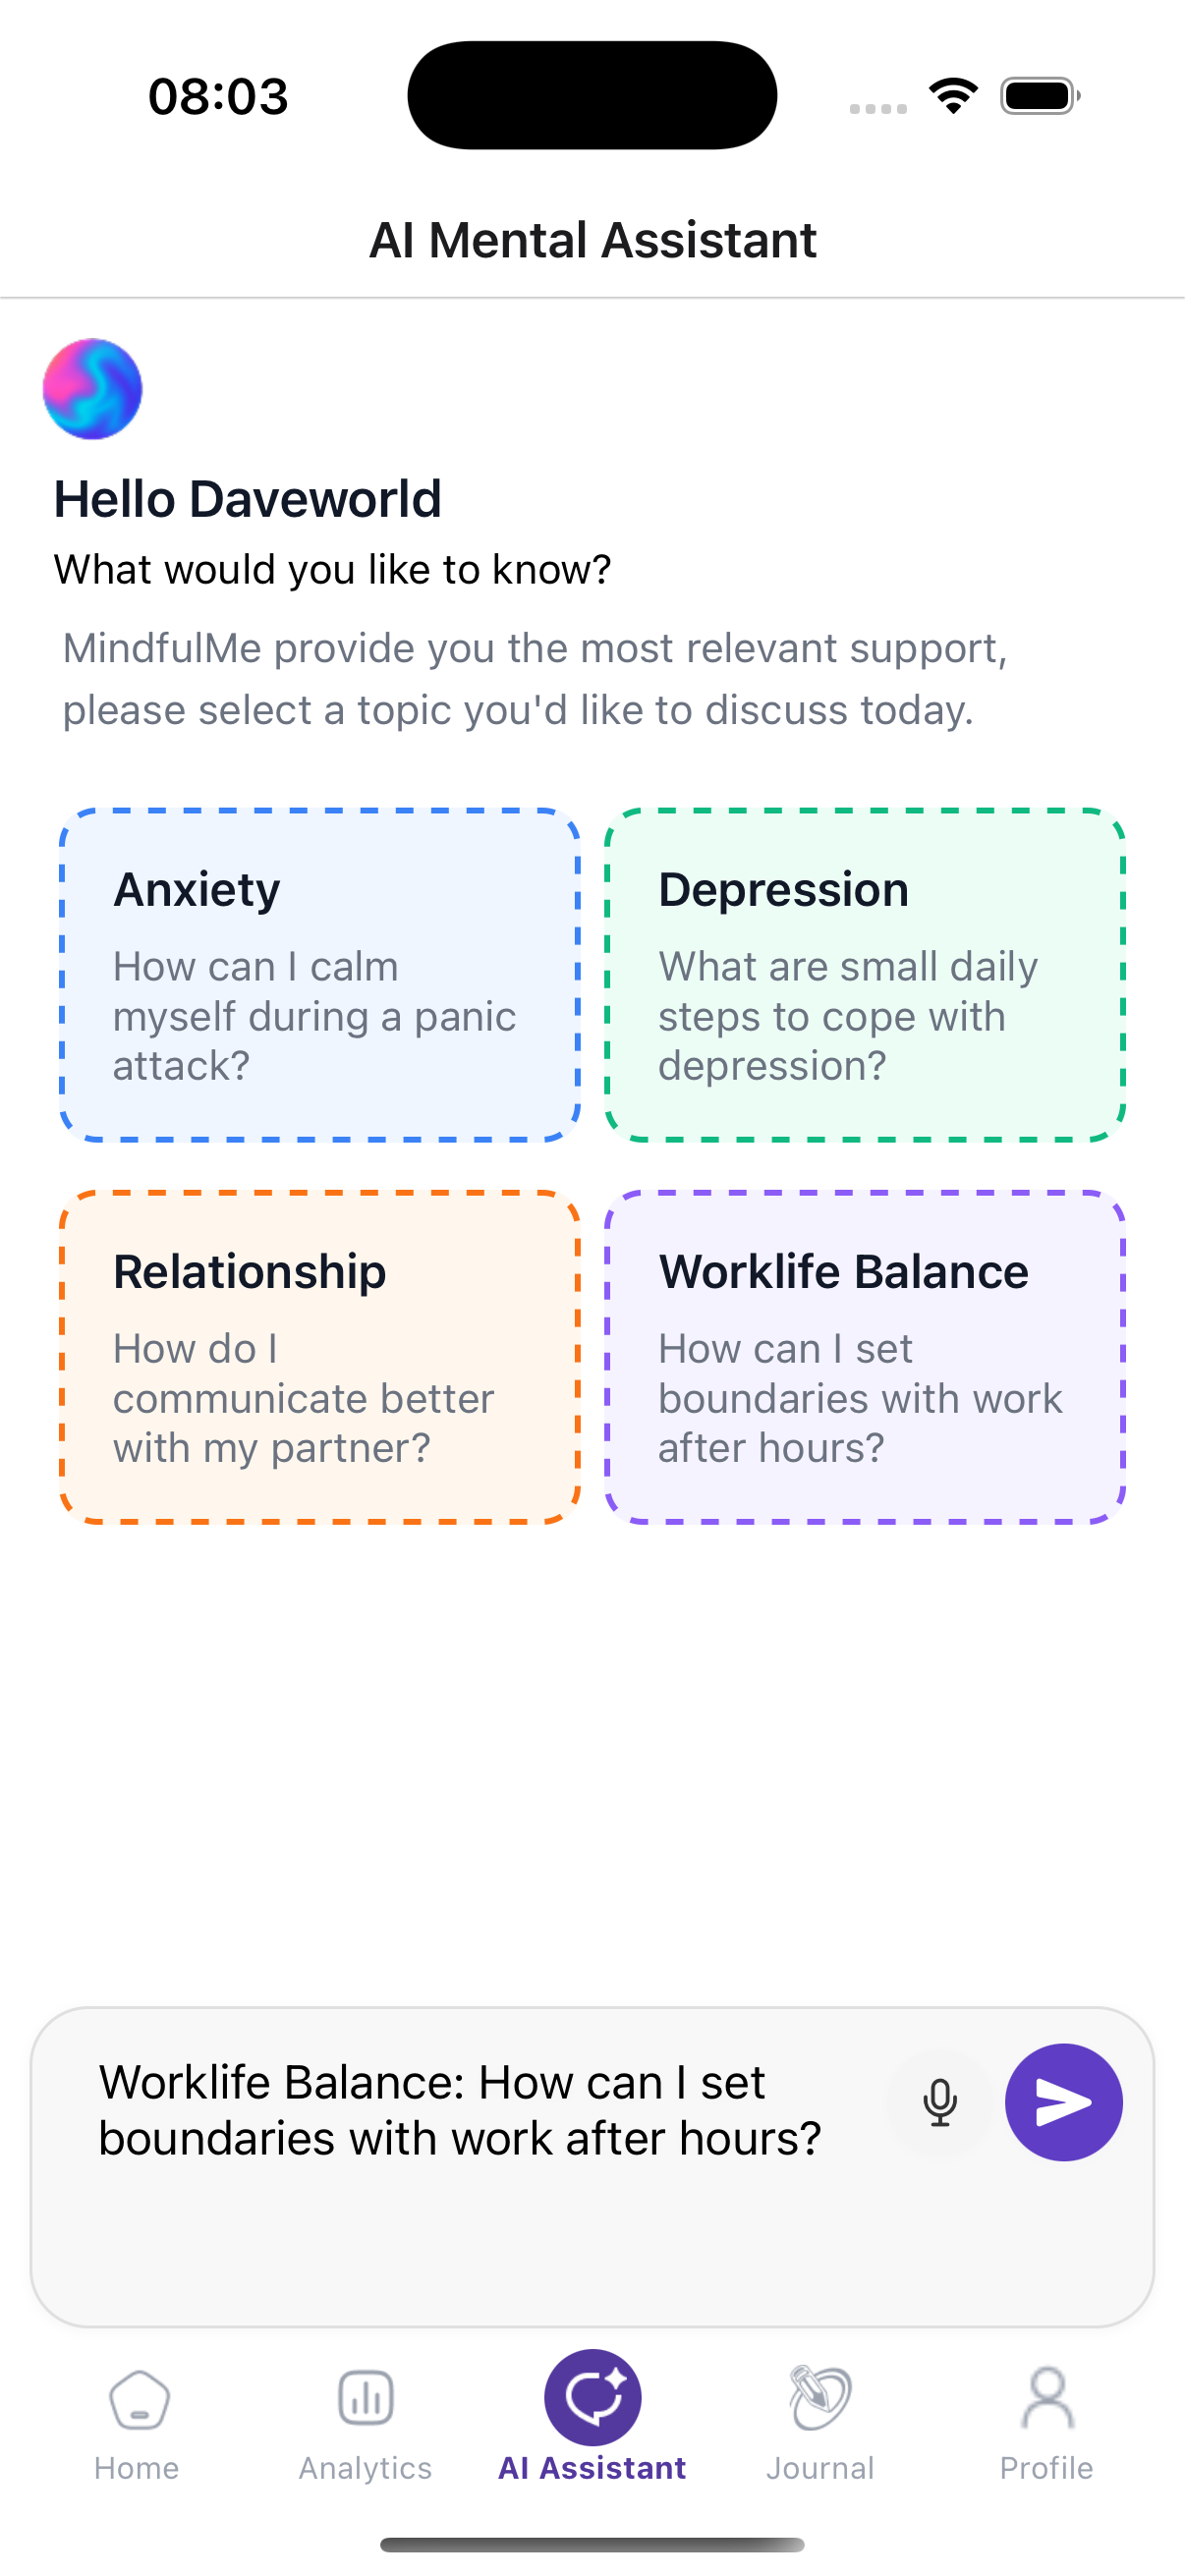 08:03
AI Mental Assistant
Hello Daveworld
What would you like to know?
MindfulMe provide you the most relevant support,
please select a topic you'd like to discuss today.
Anxiety
How can I calm
myself during a panic
attack?
Depression
What are small daily
steps to cope with
depression?
Relationship
How do I
communicate better
with my partner?
Worklife Balance
How can I set
boundaries with work
after hours?
Worklife Balance: How can I set
boundaries with work after hours?
Home
Analytics
AI Assistant
Journal
Profile